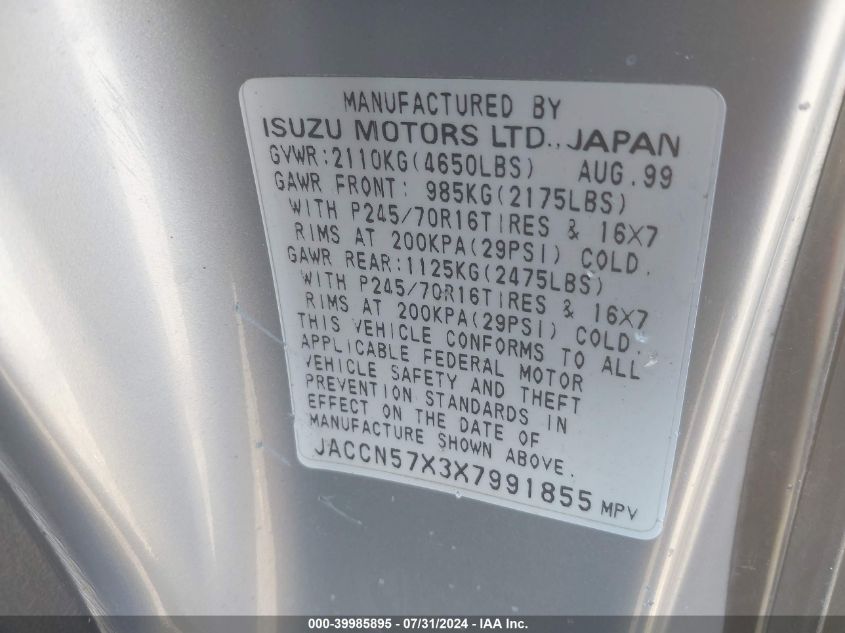 MANUFACTURED BY
ISUZU MOTORS LTD.,JAPAN
GVWR:2110KG(4650LBS) AUG.99
GAWR FRONT: 985KG(2175LBS)
WITH P245/70R16TIRES & 16X7
RIMS AT 200KPA(29PSI) COLD.
GAWR REAR:1125KG(2475LBS)
WITH P245/70R16TIRES & 16X7
RIMS AT 200KPA(29PSI) COLD.
THIS VEHICLE CONFORMS TO ALL
APPLICABLE FEDERAL MOTOR
VEHICLE SAFETY AND THEFT
PREVENTION STANDARDS IN
EFFECT ON THE DATE OF
MANUFACTURE SHOWN ABOVE.
JACCN57X3X7991855 MPV
000-39985895 07/31/2024 - IAA Inc.